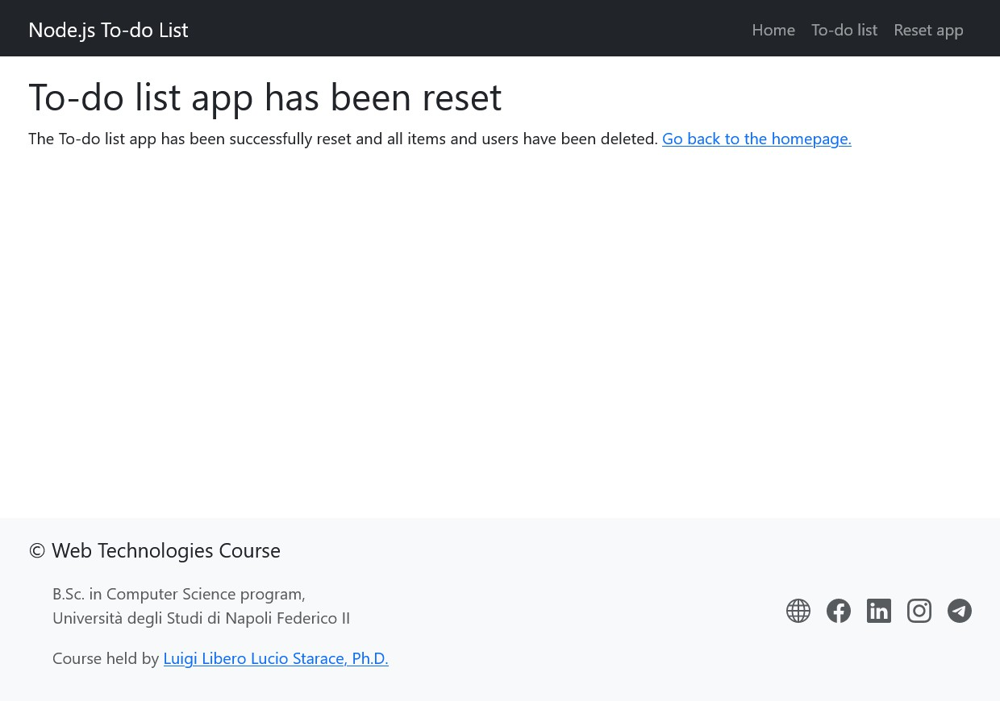 Node.js To-do List
Home To-do list Reset app
To-do list app has been reset
The To-do list app has been successfully reset and all items and users have been deleted. Go back to the homepage.
© Web Technologies Course
B.Sc. in Computer Science program,
Università degli Studi di Napoli Federico II
Course held by Luigi Libero Lucio Starace, Ph.D.